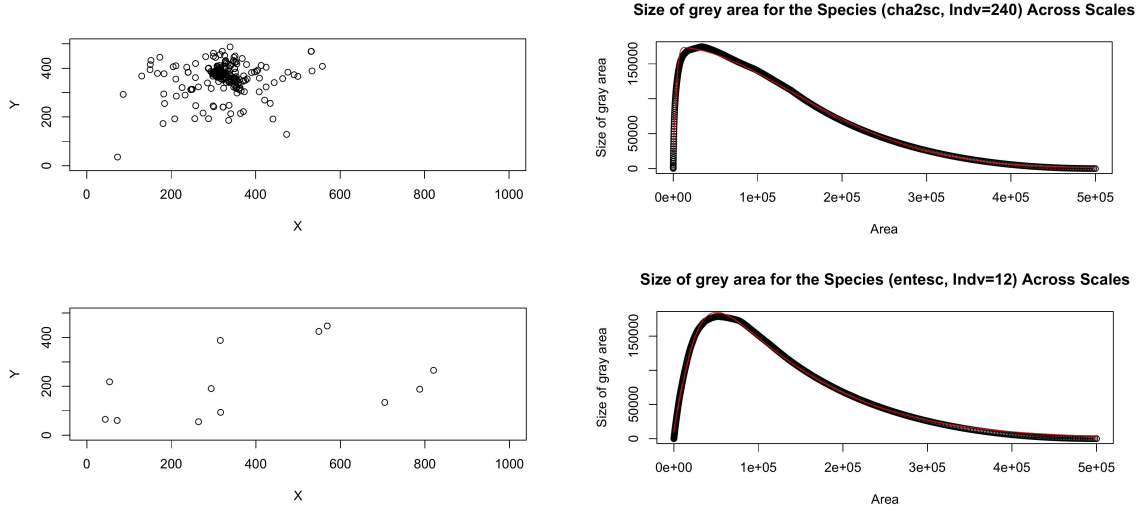 Size of grey area for the Species (cha2sc, Indv=240) Across Scales
Y
0 200 400
0 200 400 600 800 1000
X
Size of gray area
0 50000 150000
0e+00 1e+05 2e+05 3e+05 4e+05 5e+05
Area
Size of grey area for the Species (entesc, Indv=12) Across Scales
Y
0 200 400
0 200 400 600 800 1000
X
Size of gray area
0 50000 150000
0e+00 1e+05 2e+05 3e+05 4e+05 5e+05
Area